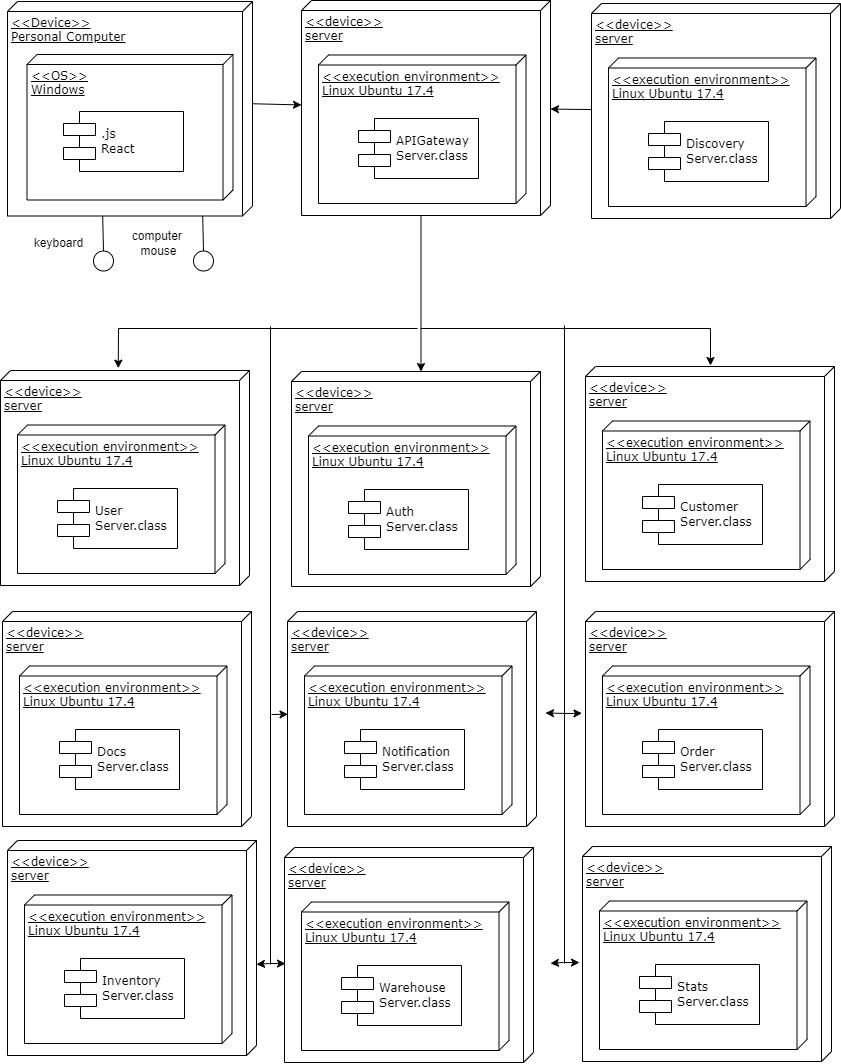 <<Device>>
Personal Computer
<<OS>>
Windows
.js
React
keyboard
computer
mouse
<<device>>
server
<<execution environment>>
Linux Ubuntu 17.4
APIGateway
Server.class
<<device>>
server
<<execution environment>>
Linux Ubuntu 17.4
Discovery
Server.class
<<device>>
server
<<execution environment>>
Linux Ubuntu 17.4
User
Server.class
<<device>>
server
<<execution environment>>
Linux Ubuntu 17.4
Auth
Server.class
<<device>>
server
<<execution environment>>
Linux Ubuntu 17.4
Customer
Server.class
<<device>>
server
<<execution environment>>
Linux Ubuntu 17.4
Docs
Server.class
<<device>>
server
<<execution environment>>
Linux Ubuntu 17.4
Notification
Server.class
<<device>>
server
<<execution environment>>
Linux Ubuntu 17.4
Order
Server.class
<<device>>
server
<<execution environment>>
Linux Ubuntu 17.4
Inventory
Server.class
<<device>>
server
<<execution environment>>
Linux Ubuntu 17.4
Warehouse
Server.class
<<device>>
server
<<execution environment>>
Linux Ubuntu 17.4
Stats
Server.class